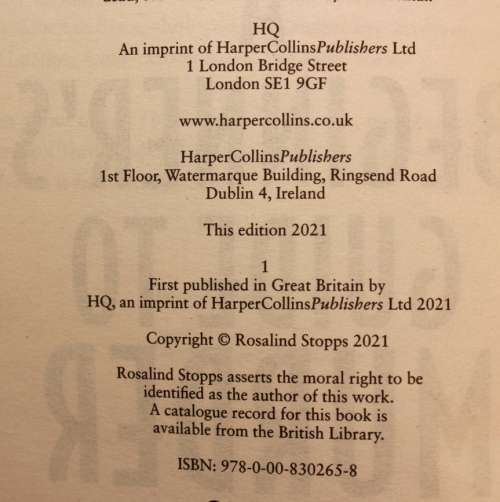 HQ
An imprint of HarperCollinsPublishers Ltd
1 London Bridge Street
London SE1 9GF
www.harpercollins.co.uk
HarperCollinsPublishers
1st Floor, Watermarque Building, Ringsend Road
Dublin 4, Ireland
This edition 2021
1
First published in Great Britain by
HQ, an imprint of HarperCollinsPublishers Ltd 2021
Copyright © Rosalind Stopps 2021
Rosalind Stopps asserts the moral right to be
identified as the author of this work.
A catalogue record for this book is
available from the British Library.
ISBN: 978-0-00-830265-8